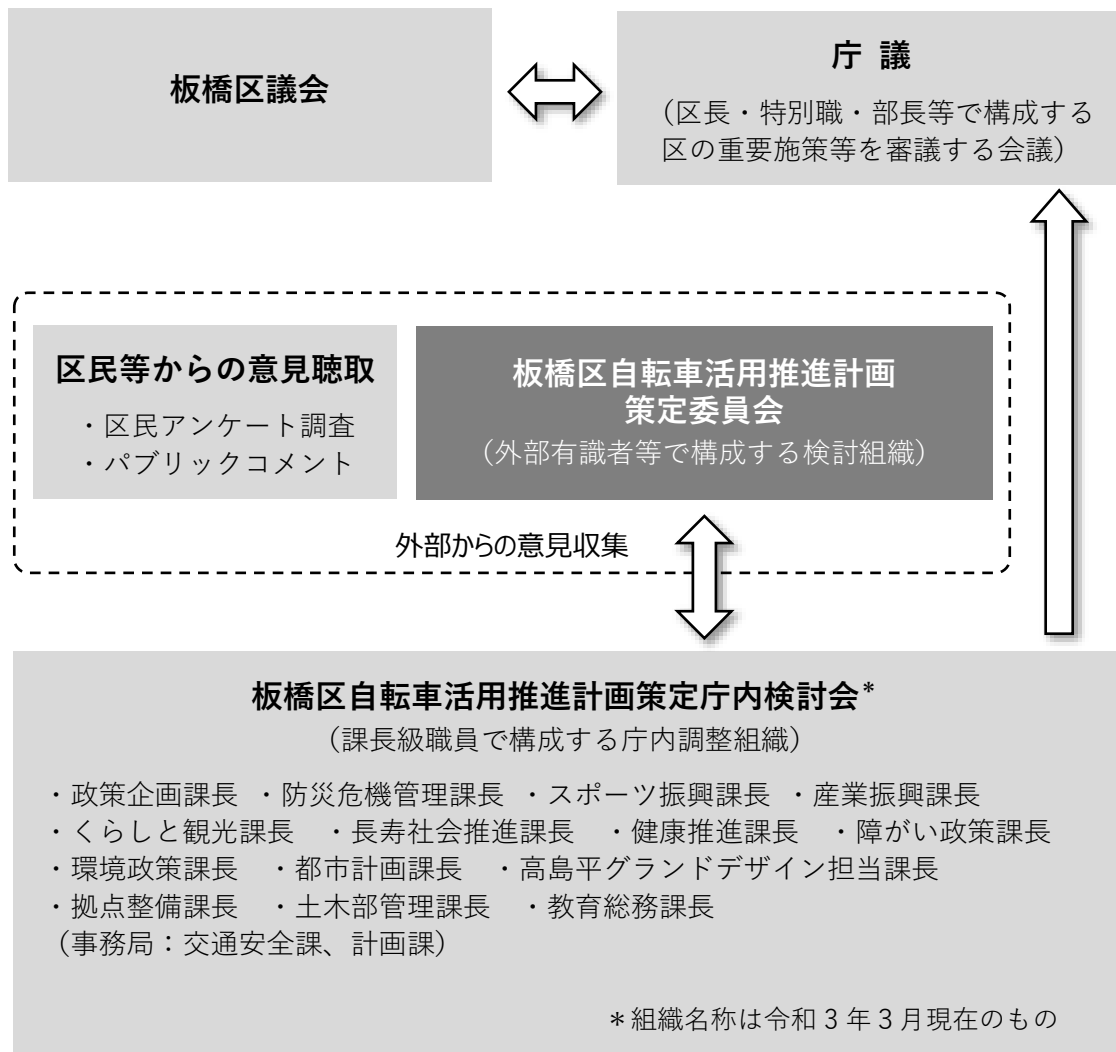 板橋区議会
庁 議
（区長・特別職・部長等で構成する
区の重要施策等を審議する会議）
区民等からの意見聴取
・区民アンケート調査
・パブリックコメント
板橋区自転車活用推進計画
策定委員会
（外部有識者等で構成する検討組織）
外部からの意見収集
板橋区自転車活用推進計画策定庁内検討会*
（課長級職員で構成する庁内調整組織）
・政策企画課長 ・防災危機管理課長 ・スポーツ振興課長 ・産業振興課長
・くらしと観光課長 ・長寿社会推進課長 ・健康推進課長 ・障がい政策課長
・環境政策課長 ・都市計画課長 ・高島平グランドデザイン担当課長
・拠点整備課長 ・土木部管理課長 ・教育総務課長
（事務局：交通安全課、計画課）
＊組織名称は令和３年３月現在のもの